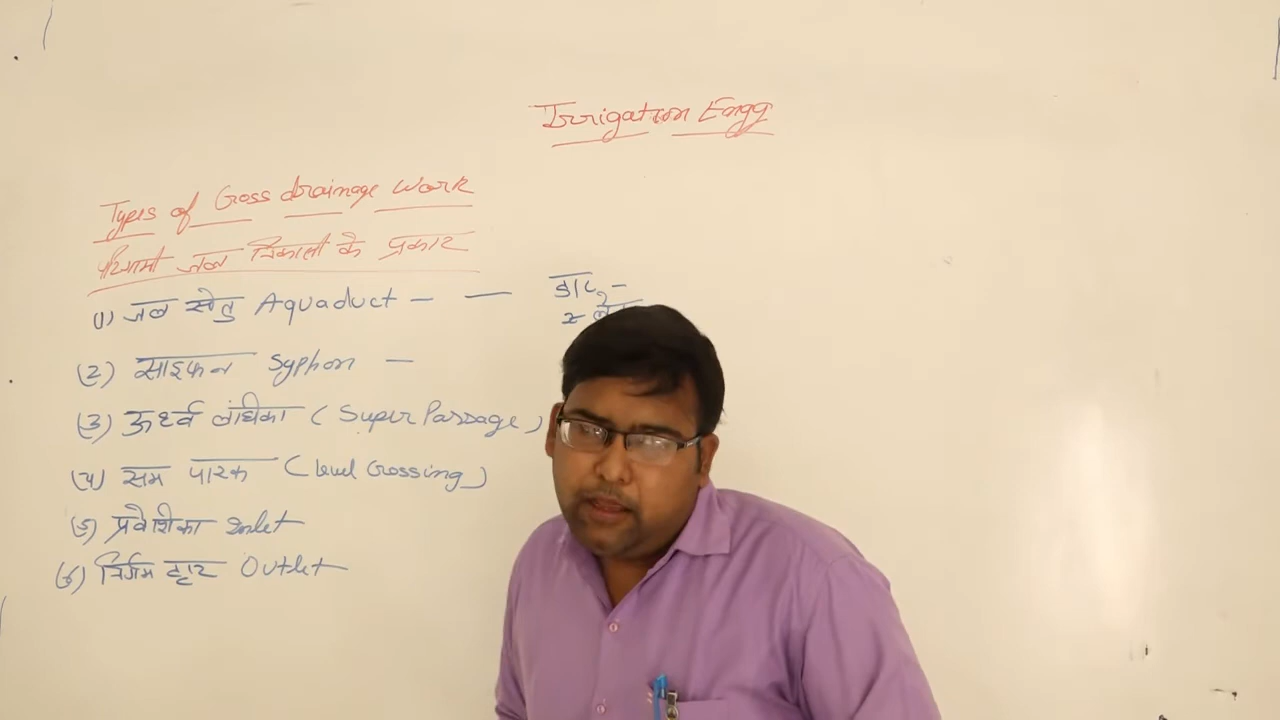 Irrigation Engg
Types of Cross drainage Work
जल निकासी के प्रकार
(1) जल सेतु Aquaduct — —
(2) साइफन Syphon —
(3) ऊर्ध्व लंघिका (Super Passage)
(4) सम पारक (level Crossing)
(5) प्रवेशिका Inlet
(6) निर्गम द्वार Outlet